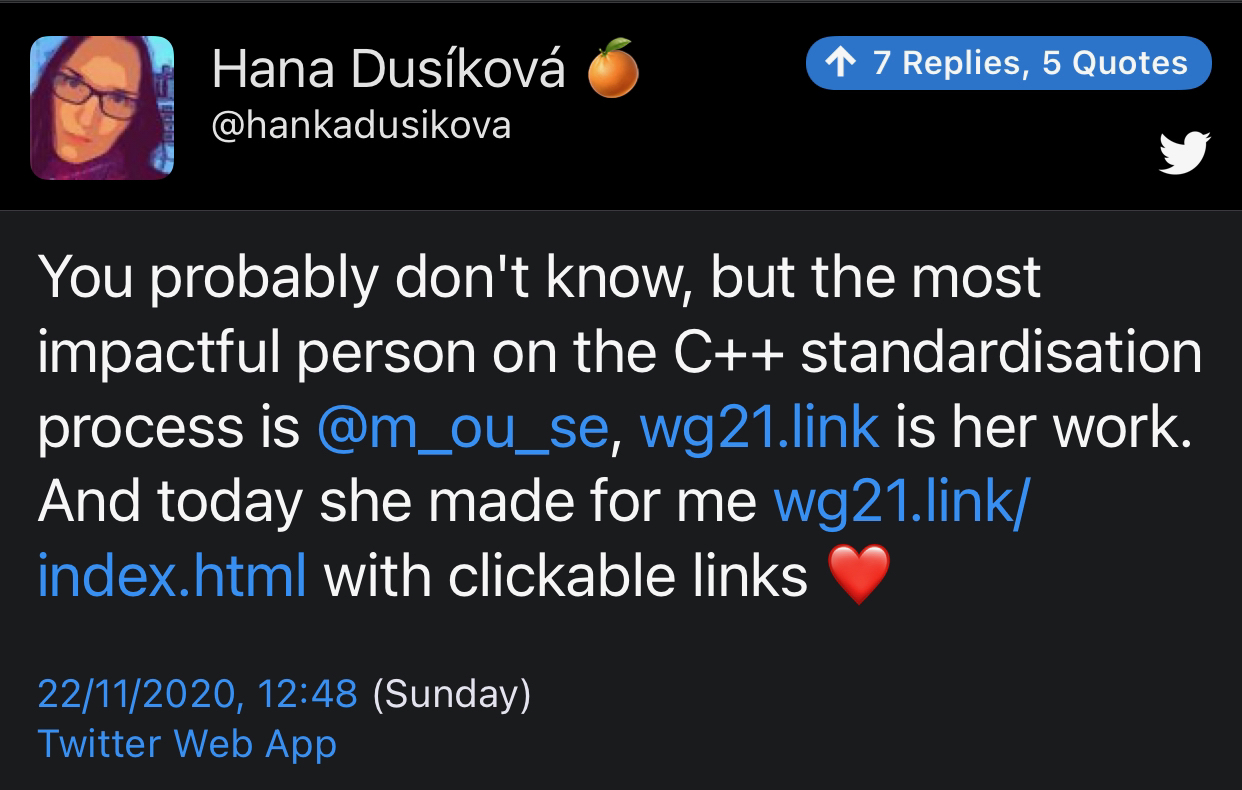 Hana Dusíková 🍊
@hankadusikova
↑ 7 Replies, 5 Quotes
You probably don't know, but the most
impactful person on the C++ standardisation
process is @m_ou_se, wg21.link is her work.
And today she made for me wg21.link/
index.html with clickable links ❤️
22/11/2020, 12:48 (Sunday)
Twitter Web App